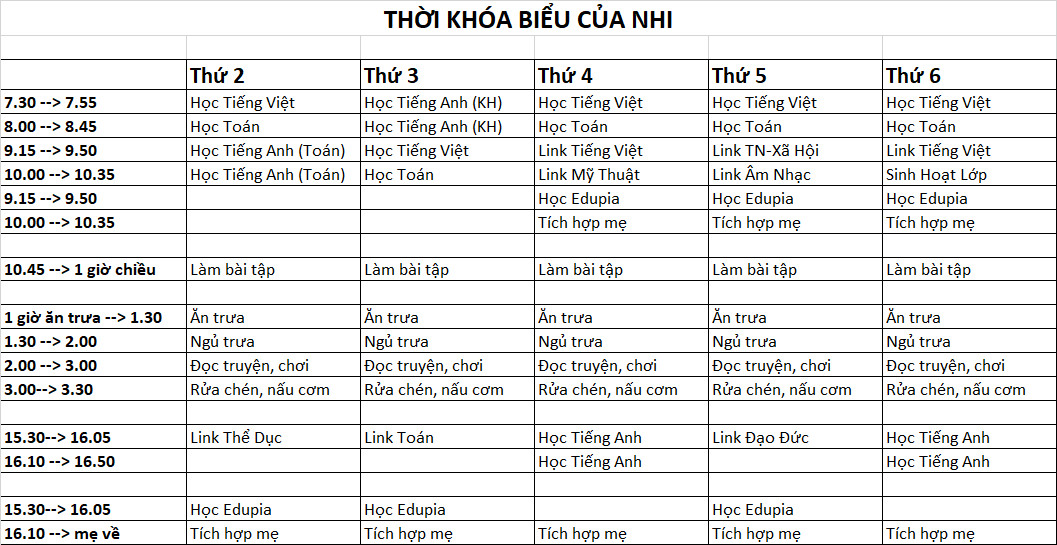 THỜI KHÓA BIỂU CỦA NHI
Thứ 2 Thứ 3 Thứ 4 Thứ 5 Thứ 6
7.30 --> 7.55 Học Tiếng Việt Học Tiếng Anh (KH) Học Tiếng Việt Học Tiếng Việt Học Tiếng Việt
8.00 --> 8.45 Học Toán Học Tiếng Anh (KH) Học Toán Học Toán Học Toán
9.15 --> 9.50 Học Tiếng Anh (Toán) Học Tiếng Việt Link Tiếng Việt Link TN-Xã Hội Link Tiếng Việt
10.00 --> 10.35 Học Tiếng Anh (Toán) Học Toán Link Mỹ Thuật Link Âm Nhạc Sinh Hoạt Lớp
9.15 --> 9.50 Học Edupia Học Edupia Học Edupia
10.00 --> 10.35 Tích hợp mẹ Tích hợp mẹ Tích hợp mẹ
10.45 --> 1 giờ chiều Làm bài tập Làm bài tập Làm bài tập Làm bài tập Làm bài tập
1 giờ ăn trưa --> 1.30 Ăn trưa Ăn trưa Ăn trưa Ăn trưa Ăn trưa
1.30 --> 2.00 Ngủ trưa Ngủ trưa Ngủ trưa Ngủ trưa Ngủ trưa
2.00 --> 3.00 Đọc truyện, chơi Đọc truyện, chơi Đọc truyện, chơi Đọc truyện, chơi Đọc truyện, chơi
3.00--> 3.30 Rửa chén, nấu cơm Rửa chén, nấu cơm Rửa chén, nấu cơm Rửa chén, nấu cơm Rửa chén, nấu cơm
15.30--> 16.05 Link Thể Dục Link Toán Học Tiếng Anh Link Đạo Đức Học Tiếng Anh
16.10 --> 16.50 Học Tiếng Anh Học Tiếng Anh
15.30--> 16.05 Học Edupia Học Edupia Học Edupia
16.10 --> mẹ về Tích hợp mẹ Tích hợp mẹ Tích hợp mẹ Tích hợp mẹ Tích hợp mẹ